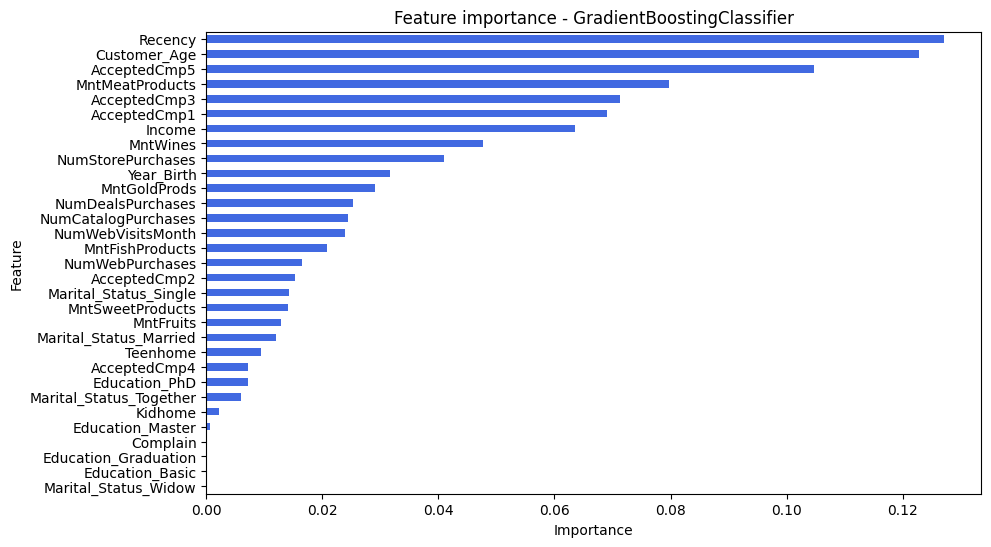 Feature importance - GradientBoostingClassifier
Feature
Recency
Customer_Age
AcceptedCmp5
MntMeatProducts
AcceptedCmp3
AcceptedCmp1
Income
MntWines
NumStorePurchases
Year_Birth
MntGoldProds
NumDealsPurchases
NumCatalogPurchases
NumWebVisitsMonth
MntFishProducts
NumWebPurchases
AcceptedCmp2
Marital_Status_Single
MntSweetProducts
MntFruits
Marital_Status_Married
Teenhome
AcceptedCmp4
Education_PhD
Marital_Status_Together
Kidhome
Education_Master
Complain
Education_Graduation
Education_Basic
Marital_Status_Widow
0.00 0.02 0.04 0.06 0.08 0.10 0.12
Importance